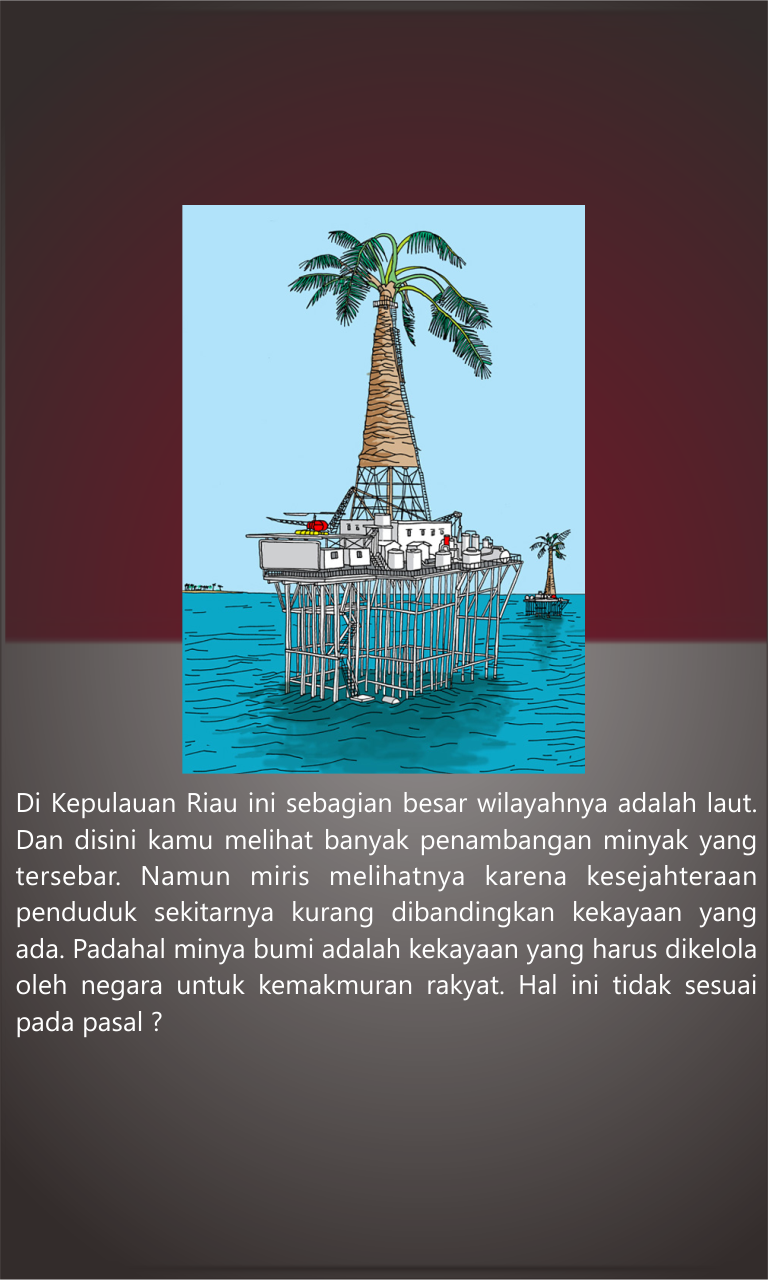 Di Kepulauan Riau ini sebagian besar wilayahnya adalah laut.
Dan disini kamu melihat banyak penambangan minyak yang
tersebar. Namun miris melihatnya karena kesejahteraan
penduduk sekitarnya kurang dibandingkan kekayaan yang
ada. Padahal minya bumi adalah kekayaan yang harus dikelola
oleh negara untuk kemakmuran rakyat. Hal ini tidak sesuai
pada pasal ?